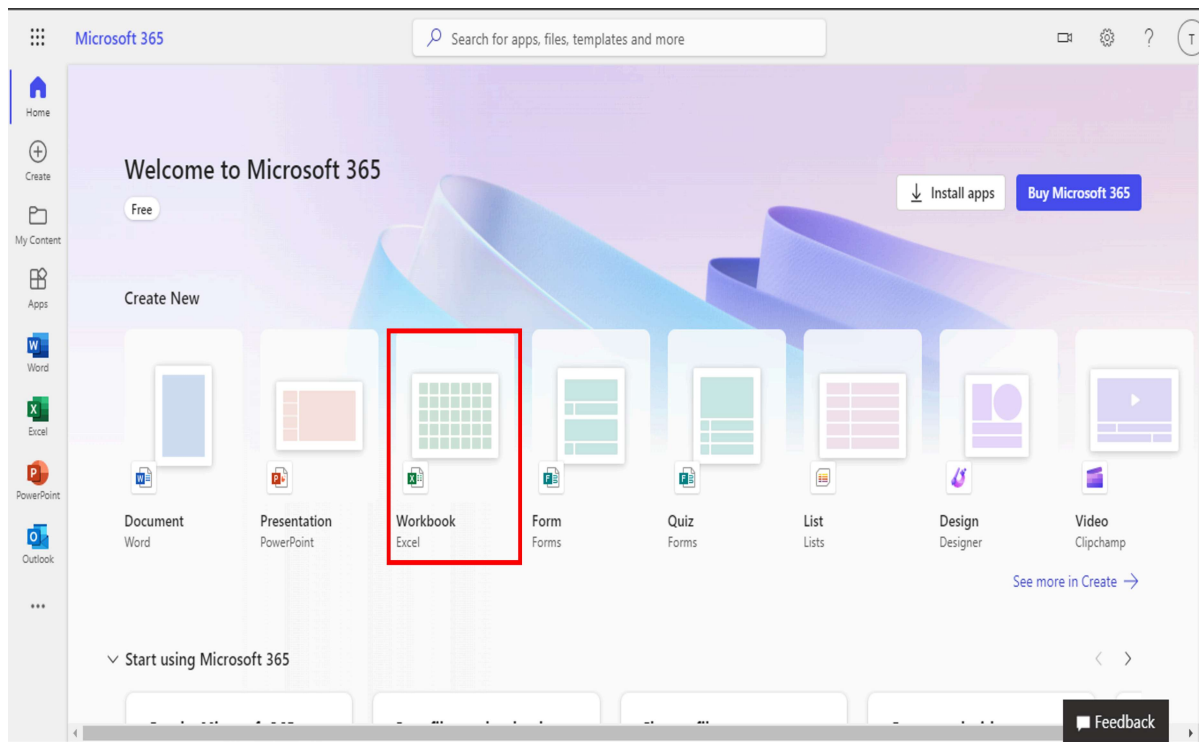 Microsoft 365
Search for apps, files, templates and more
T
Home
Create
My Content
Apps
Word
Excel
PowerPoint
Outlook
Welcome to Microsoft 365
Free
Install apps
Buy Microsoft 365
Create New
Document
Word
Presentation
PowerPoint
Workbook
Excel
Form
Forms
Quiz
Forms
List
Lists
Design
Designer
Video
Clipchamp
See more in Create
Start using Microsoft 365
Feedback